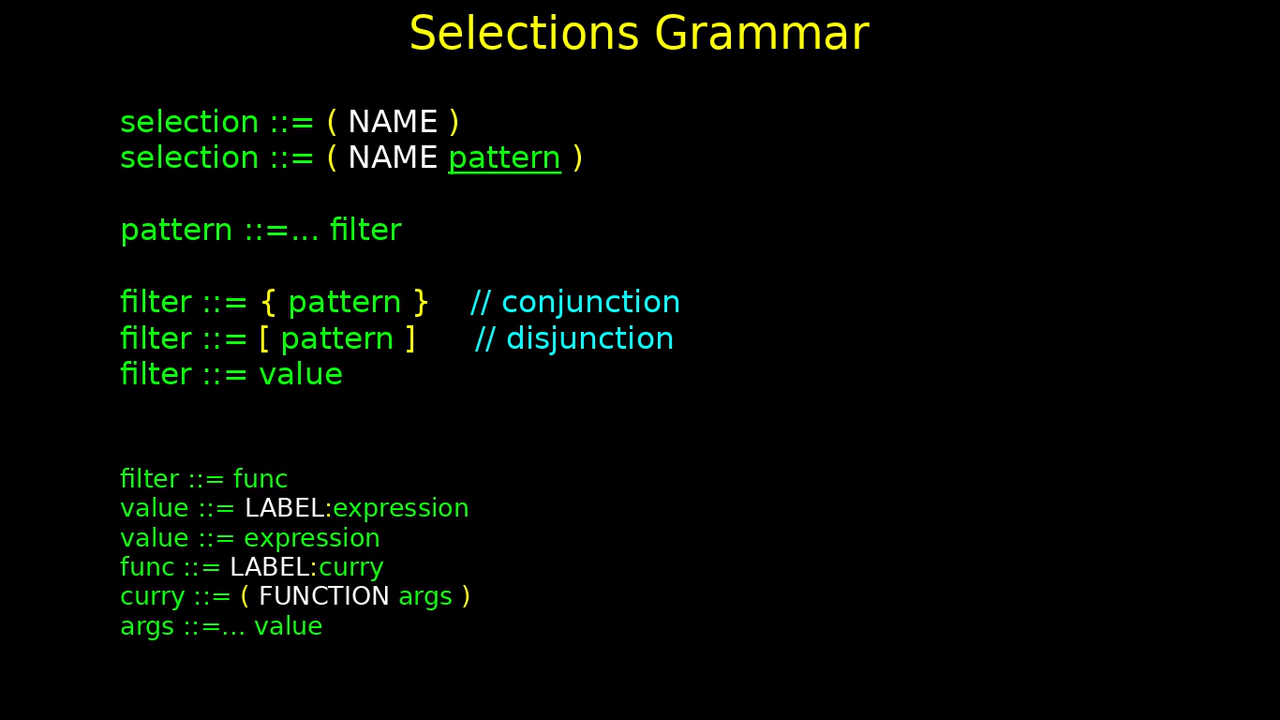 Selections Grammar
selection ::= ( NAME )
selection ::= ( NAME pattern )
pattern ::=... filter
filter ::= { pattern } // conjunction
filter ::= [ pattern ] // disjunction
filter ::= value
filter ::= func
value ::= LABEL:expression
value ::= expression
func ::= LABEL:curry
curry ::= ( FUNCTION args )
args ::=... value